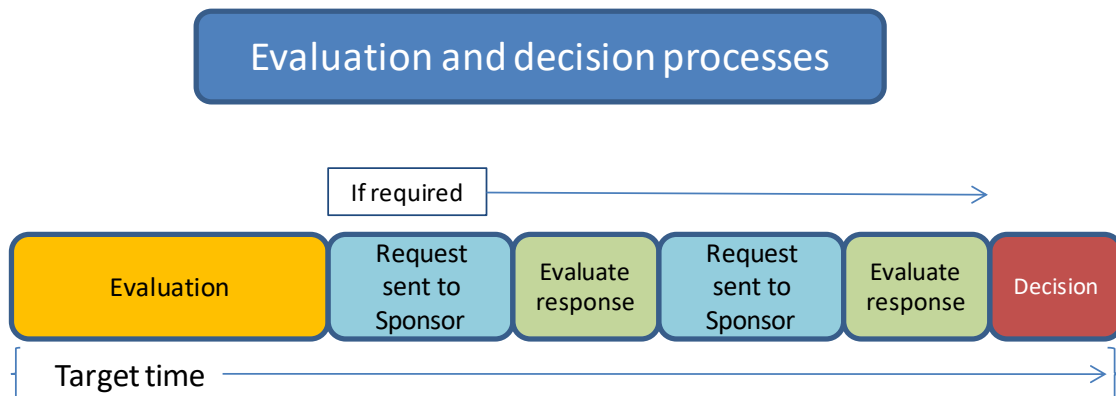 Evaluation and decision processes
If required
Evaluation
Request
sent to
Sponsor
Evaluate
response
Request
sent to
Sponsor
Evaluate
response
Decision
Target time